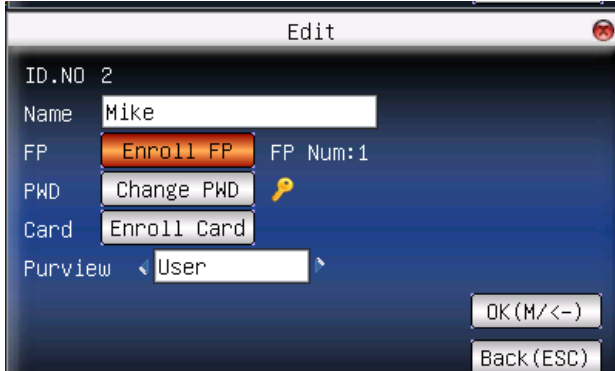 Edit
ID.NO 2
Name Mike
FP Enroll FP FP Num:1
PWD Change PWD
Card Enroll Card
Purview User
OK(M/<-)
Back(ESC)